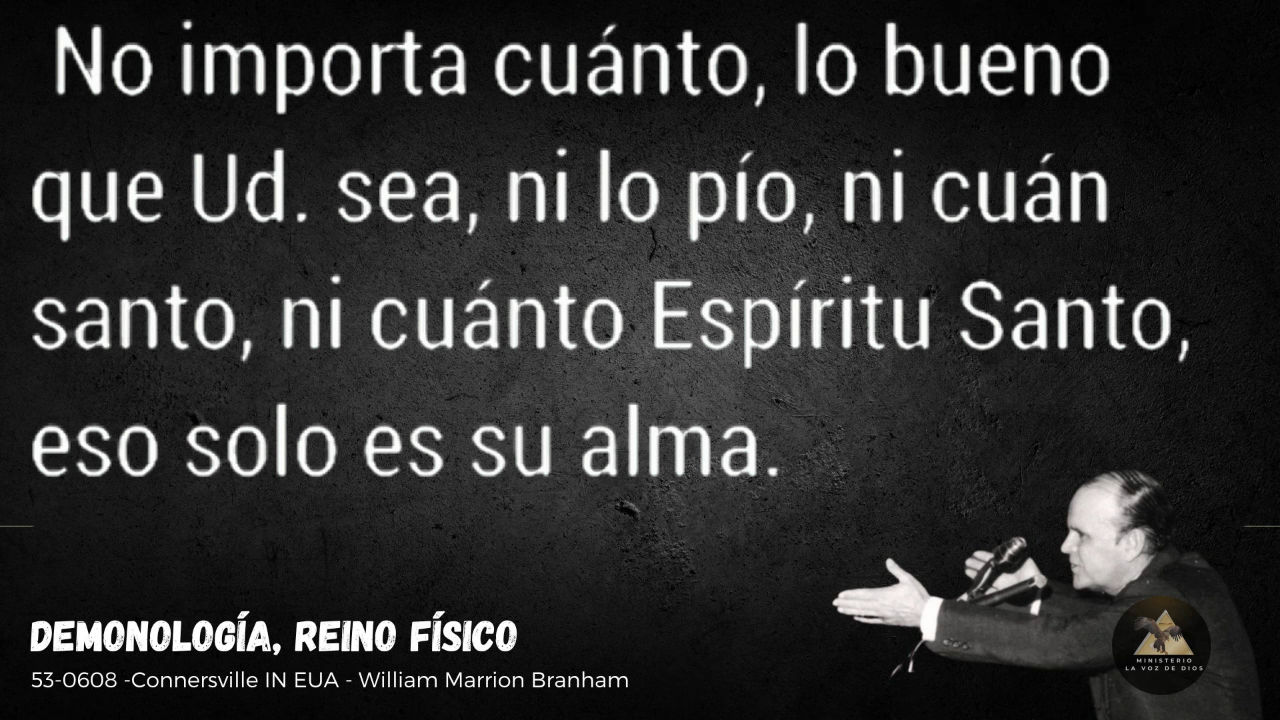 No importa cuánto, lo bueno
que Ud. sea, ni lo pío, ni cuán
santo, ni cuánto Espíritu Santo,
eso solo es su alma.
DEMONOLOGÍA, REINO FÍSICO
53-0608 -Connersville IN EUA - William Marrion Branham
MINISTERIO
LA VOZ DE DIOS